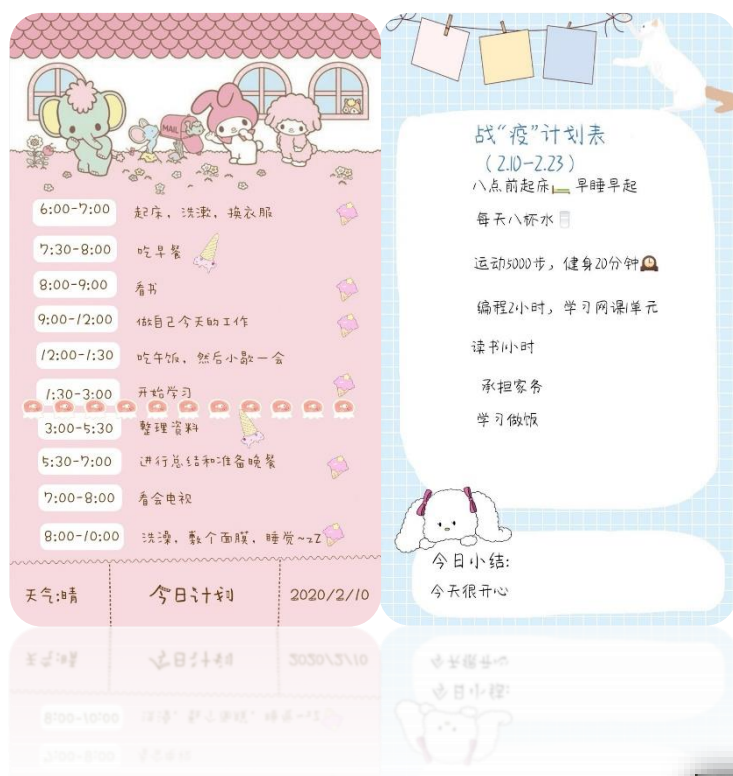 MAIL
6:00-7:00 起床，洗漱，换衣服
7:30-8:00 吃早餐
8:00-9:00 看书
9:00-12:00 做自己今天的工作
12:00-1:30 吃午饭，然后小歇一会
1:30-3:00 开始学习
3:00-5:30 整理资料
5:30-7:00 进行总结和准备晚餐
7:00-8:00 看会电视
8:00-10:00 洗澡，敷个面膜，睡觉~zZ
天气:晴 今日计划 2020/2/10
战“疫”计划表
（2.10-2.23）
八点前起床 早睡早起
每天八杯水
运动5000步，健身20分钟
编程2小时，学习网课1单元
读书1小时
承担家务
学习做饭
今日小结:
今天很开心